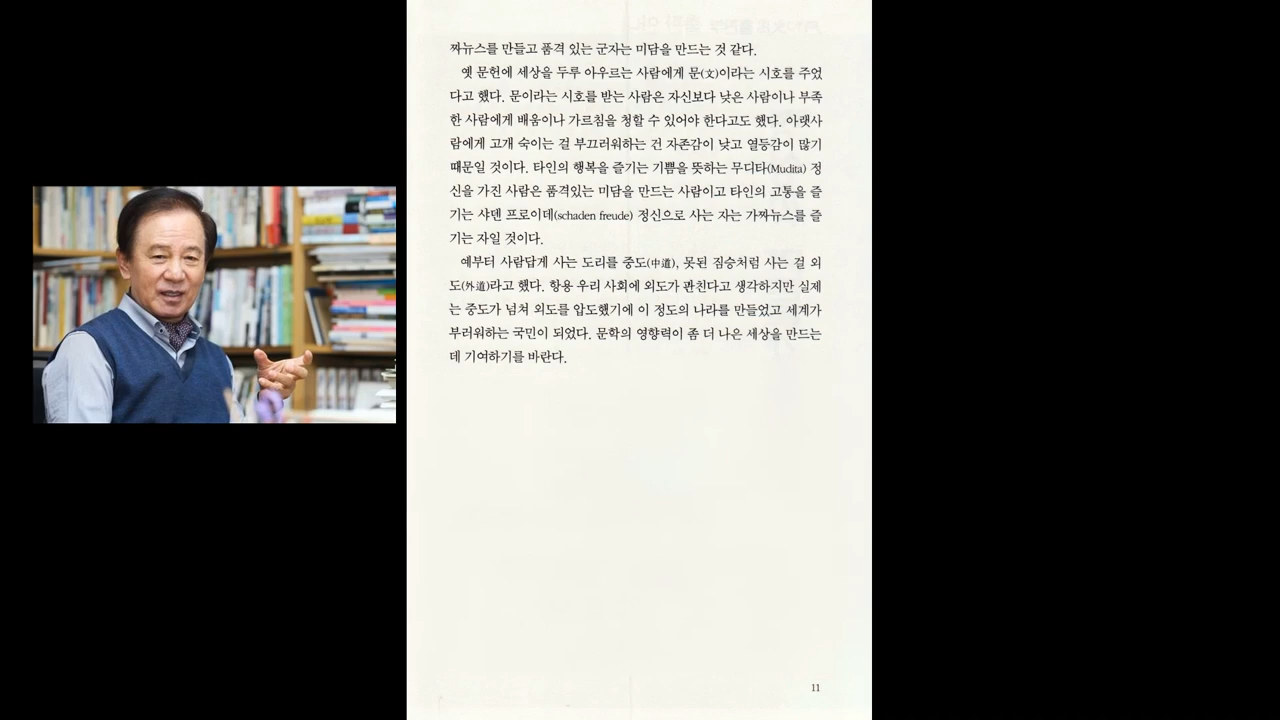 짜뉴스를 만들고 품격 있는 군자는 미담을 만드는 것 같다.
옛 문헌에 세상을 두루 아우르는 사람에게 문(文)이라는 시호를 주었
다고 했다. 문이라는 시호를 받는 사람은 자신보다 낮은 사람이나 부족
한 사람에게 배움이나 가르침을 청할 수 있어야 한다고도 했다. 아랫사
람에게 고개 숙이는 걸 부끄러워하는 건 자존감이 낮고 열등감이 많기
때문일 것이다. 타인의 행복을 즐기는 기쁨을 뜻하는 무디타(Mudita) 정
신을 가진 사람은 품격있는 미담을 만드는 사람이고 타인의 고통을 즐
기는 샤덴 프로이데(schaden freude) 정신으로 사는 자는 가짜뉴스를 즐
기는 자일 것이다.
예부터 사람답게 사는 도리를 중도(中道), 못된 짐승처럼 사는 걸 외
도(外道)라고 했다. 항용 우리 사회에 외도가 판친다고 생각하지만 실제
는 중도가 넘쳐 외도를 압도했기에 이 정도의 나라를 만들었고 세계가
부러워하는 국민이 되었다. 문학의 영향력이 좀 더 나은 세상을 만드는
데 기여하기를 바란다.
11